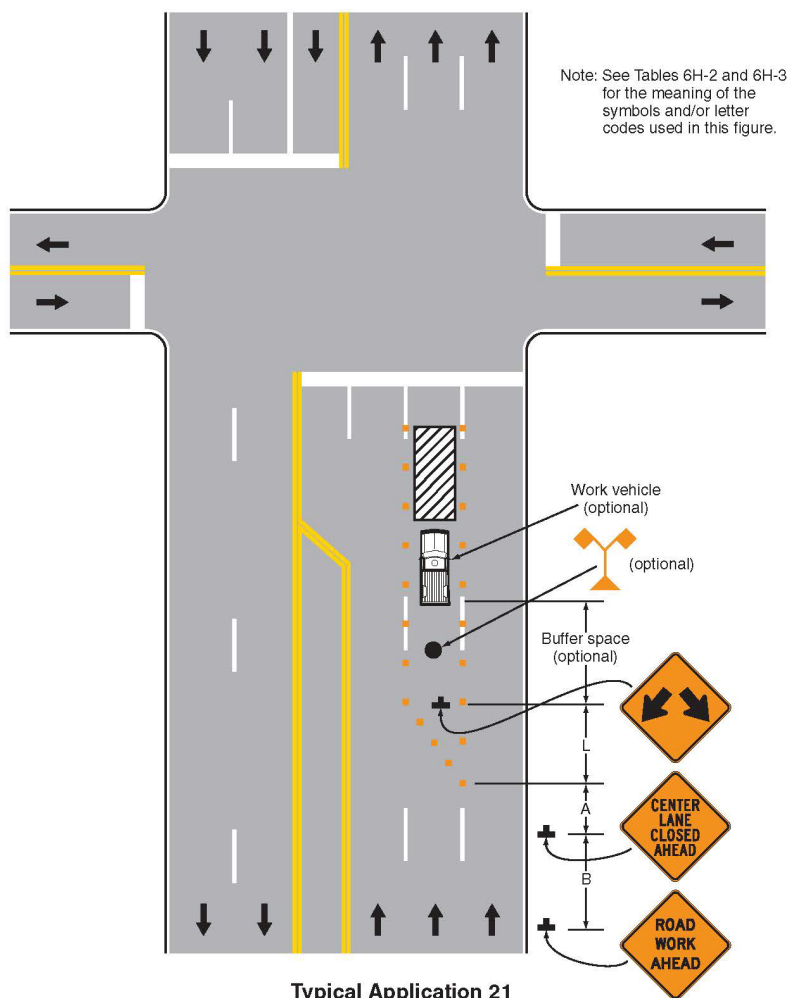 Note: See Tables 6H-2 and 6H-3
for the meaning of the
symbols and/or letter
codes used in this figure.
Work vehicle
(optional)
(optional)
Buffer space
(optional)
L
A
CENTER
LANE
CLOSED
AHEAD
B
ROAD
WORK
AHEAD
Typical Application 21